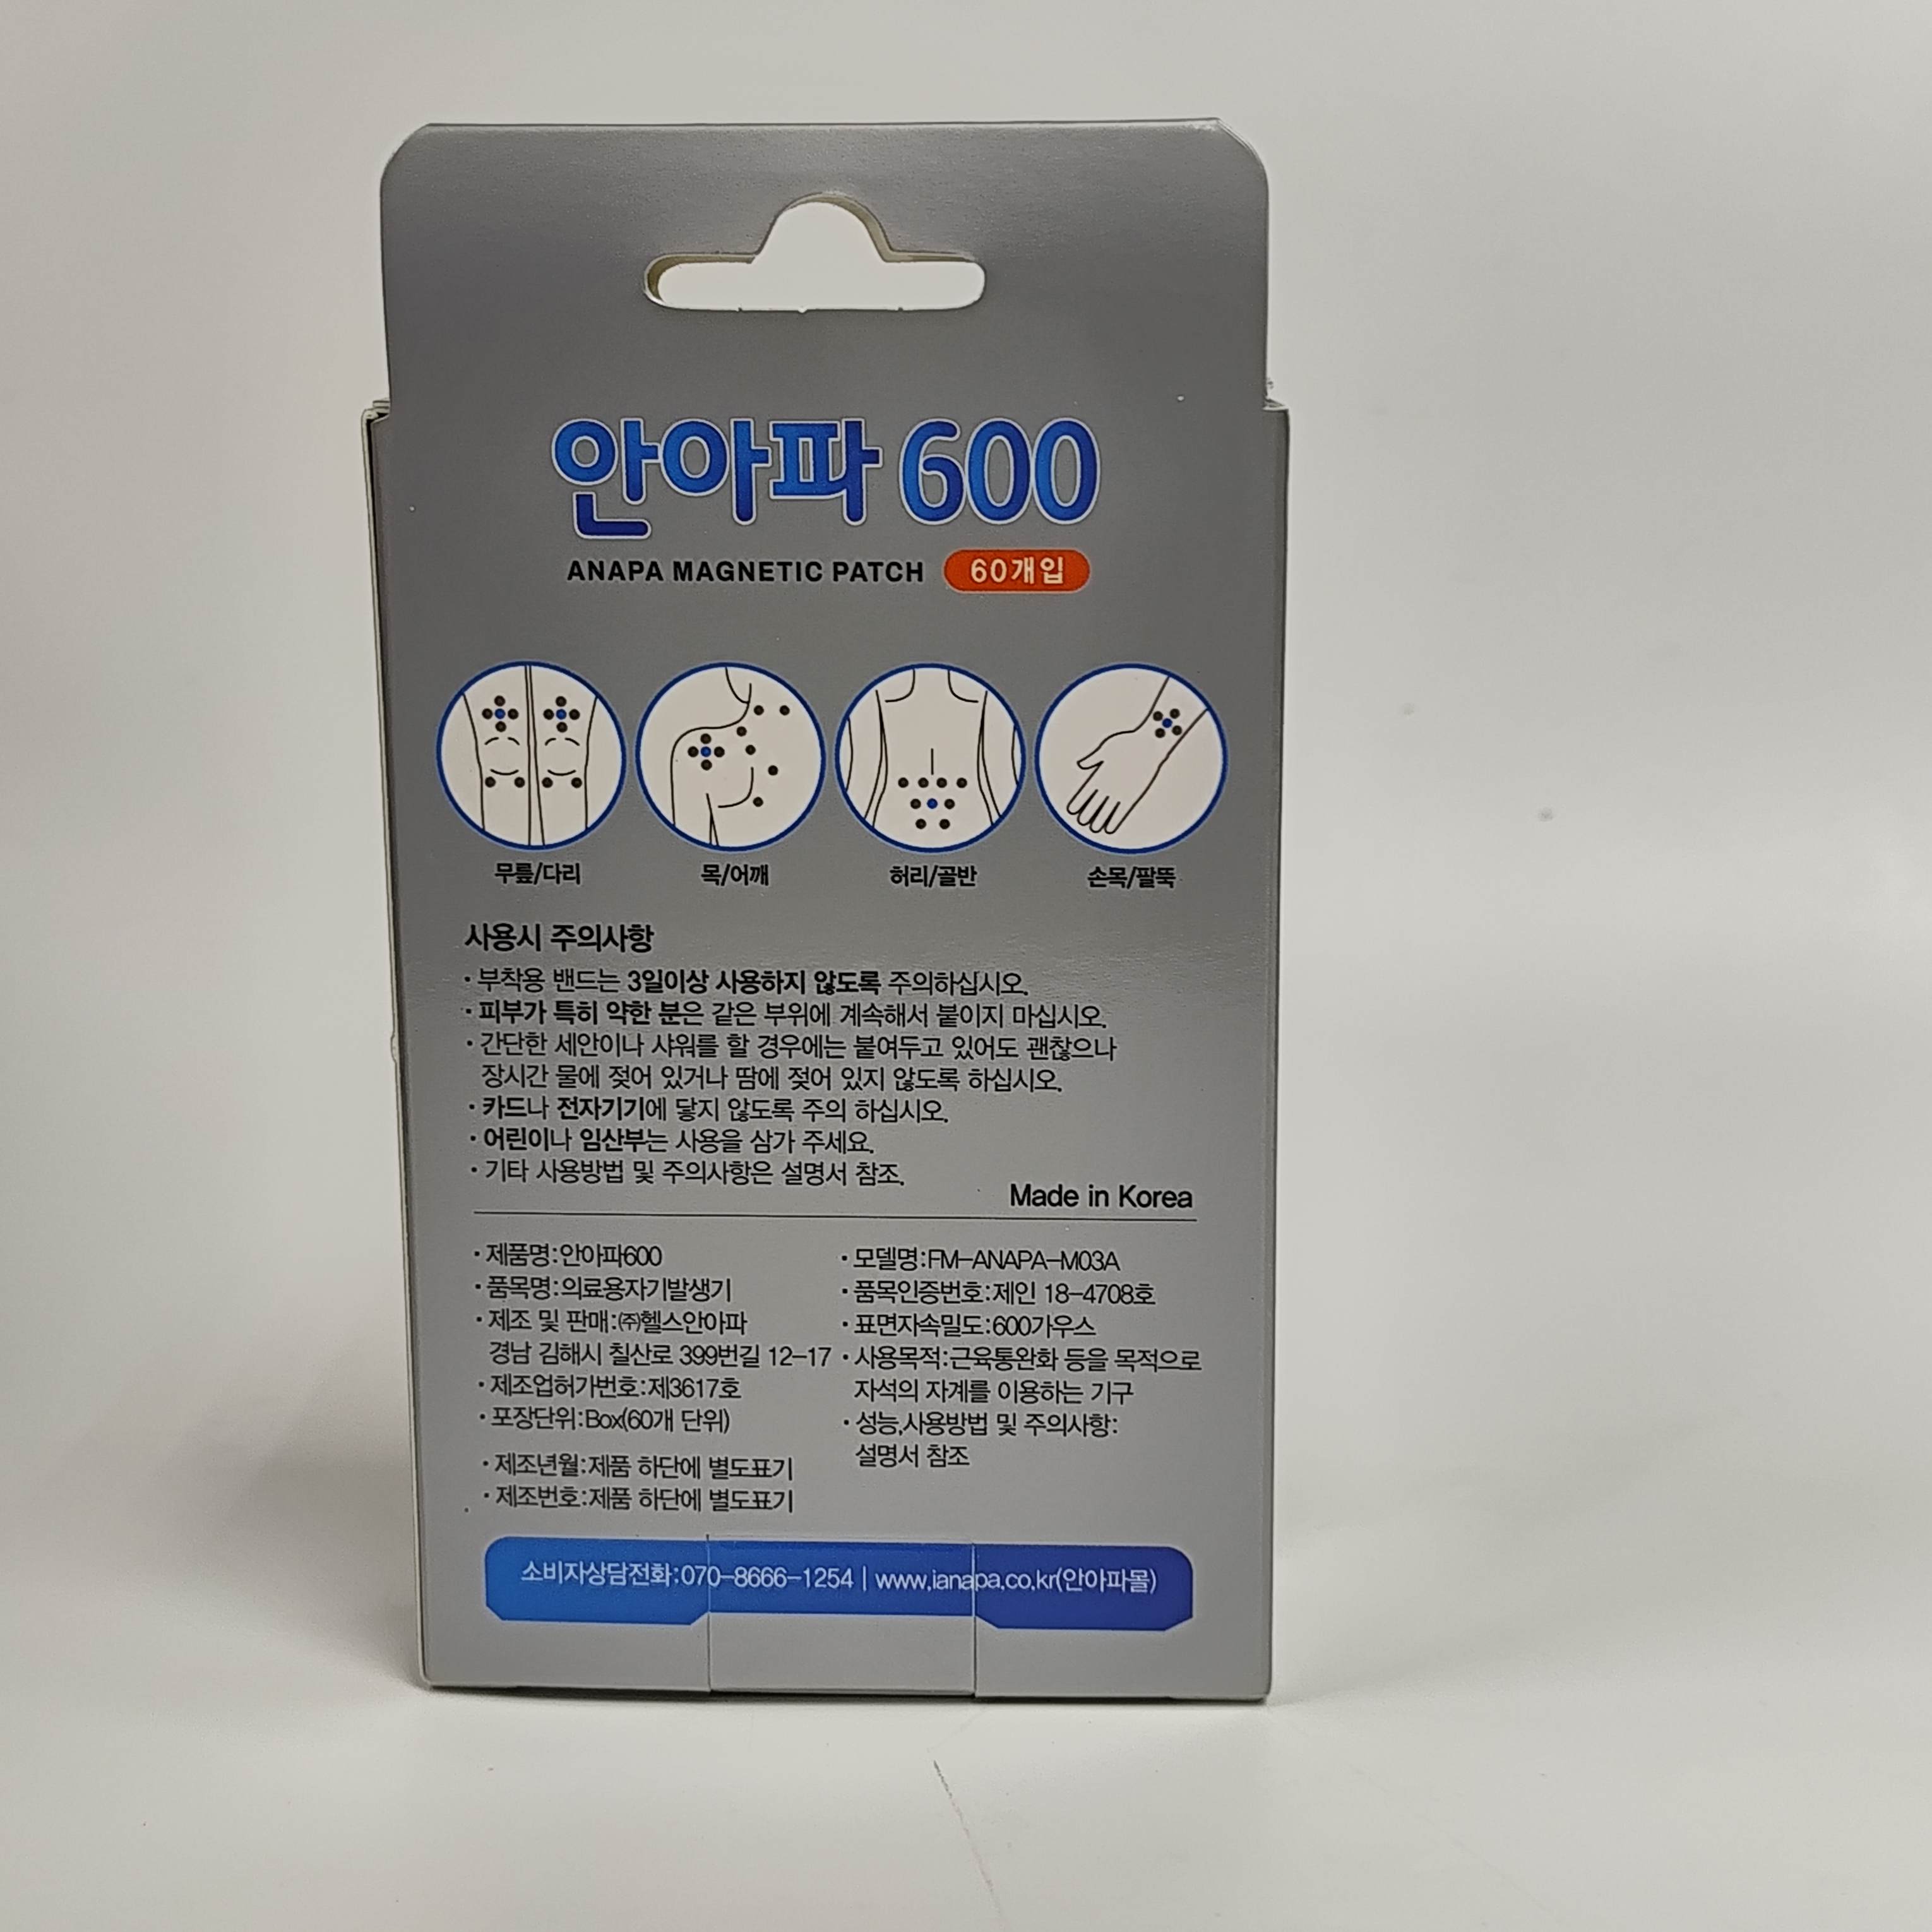 안아파 600
ANAPA MAGNETIC PATCH 60개입
무릎/다리 목/어깨 허리/골반 손목/팔뚝
사용시 주의사항
· 부착용 밴드는 3일이상 사용하지 않도록 주의하십시오.
· 피부가 특히 약한 분은 같은 부위에 계속해서 붙이지 마십시오.
· 간단한 세안이나 샤워를 할 경우에는 붙여두고 있어도 괜찮으나
장시간 물에 젖어 있거나 땀에 젖어 있지 않도록 하십시오.
· 카드나 전자기기에 닿지 않도록 주의 하십시오.
· 어린이나 임산부는 사용을 삼가 주세요.
· 기타 사용방법 및 주의사항은 설명서 참조.
Made in Korea
· 제품명:안아파600
· 품목명:의료용자기발생기
· 제조 및 판매:㈜헬스안아파
경남 김해시 칠산로 399번길 12-17
· 제조업허가번호:제3617호
· 포장단위:Box(60개 단위)
· 제조년월:제품 하단에 별도표기
· 제조번호:제품 하단에 별도표기
· 모델명:FM-ANAPA-M03A
· 품목인증번호:제인 18-4708호
· 표면자속밀도:600가우스
· 사용목적:근육통완화 등을 목적으로
자석의 자계를 이용하는 기구
· 성능,사용방법 및 주의사항:
설명서 참조
소비자상담전화:070-8666-1254 | www.ianapa.co.kr(안아파몰)